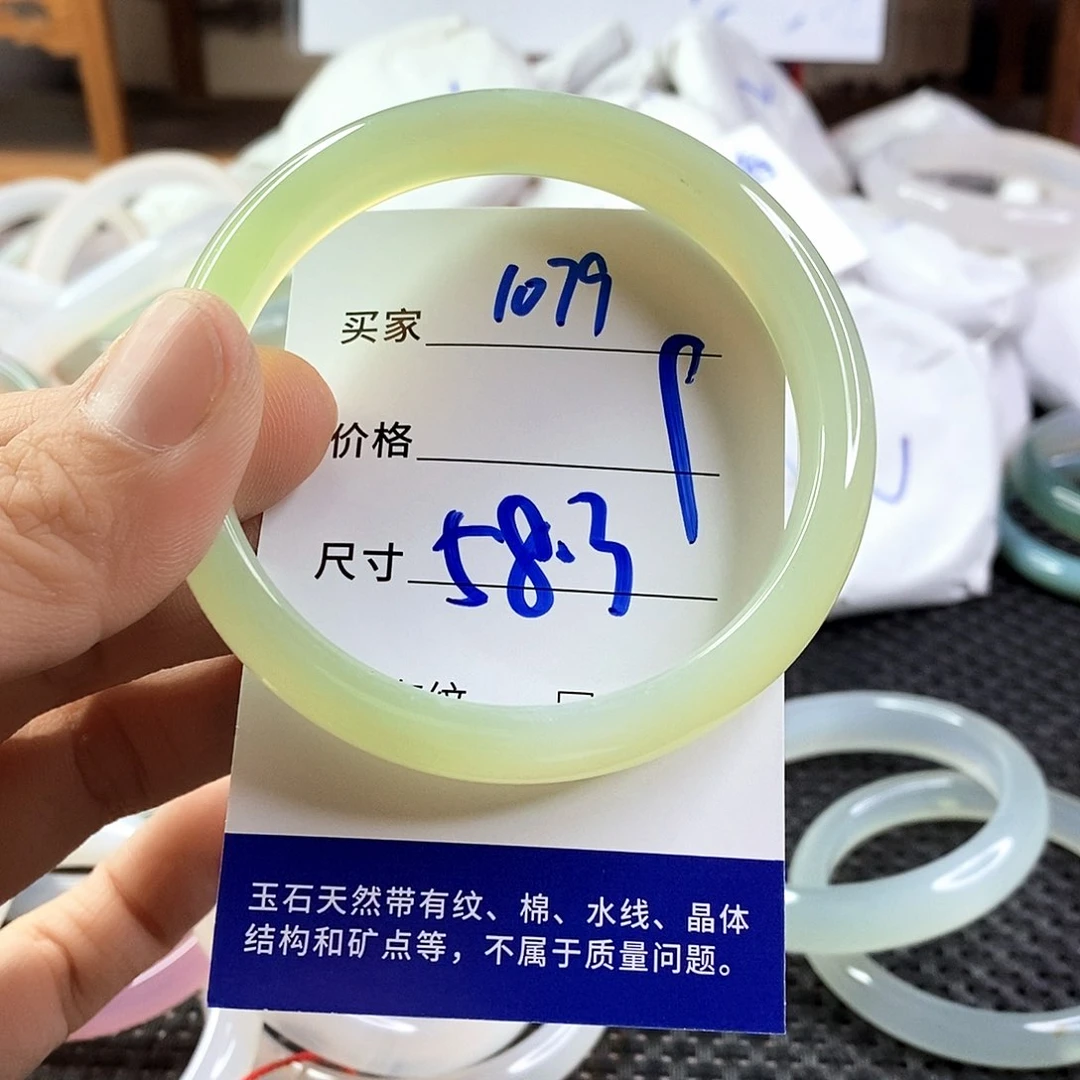 买家 1079
价格
尺寸 58.3
纹
玉石天然带有纹、棉、水线、晶体
结构和矿点等，不属于质量问题。